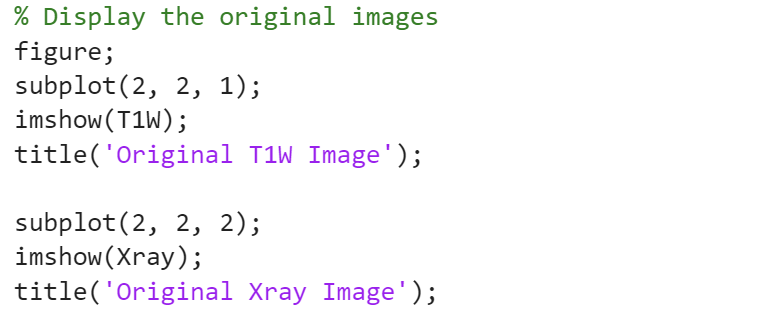 % Display the original images
figure;
subplot(2, 2, 1);
imshow(T1W);
title('Original T1W Image');
subplot(2, 2, 2);
imshow(Xray);
title('Original Xray Image');